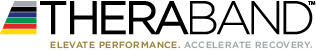 THERABAND™
ELEVATE PERFORMANCE. ACCELERATE RECOVERY.